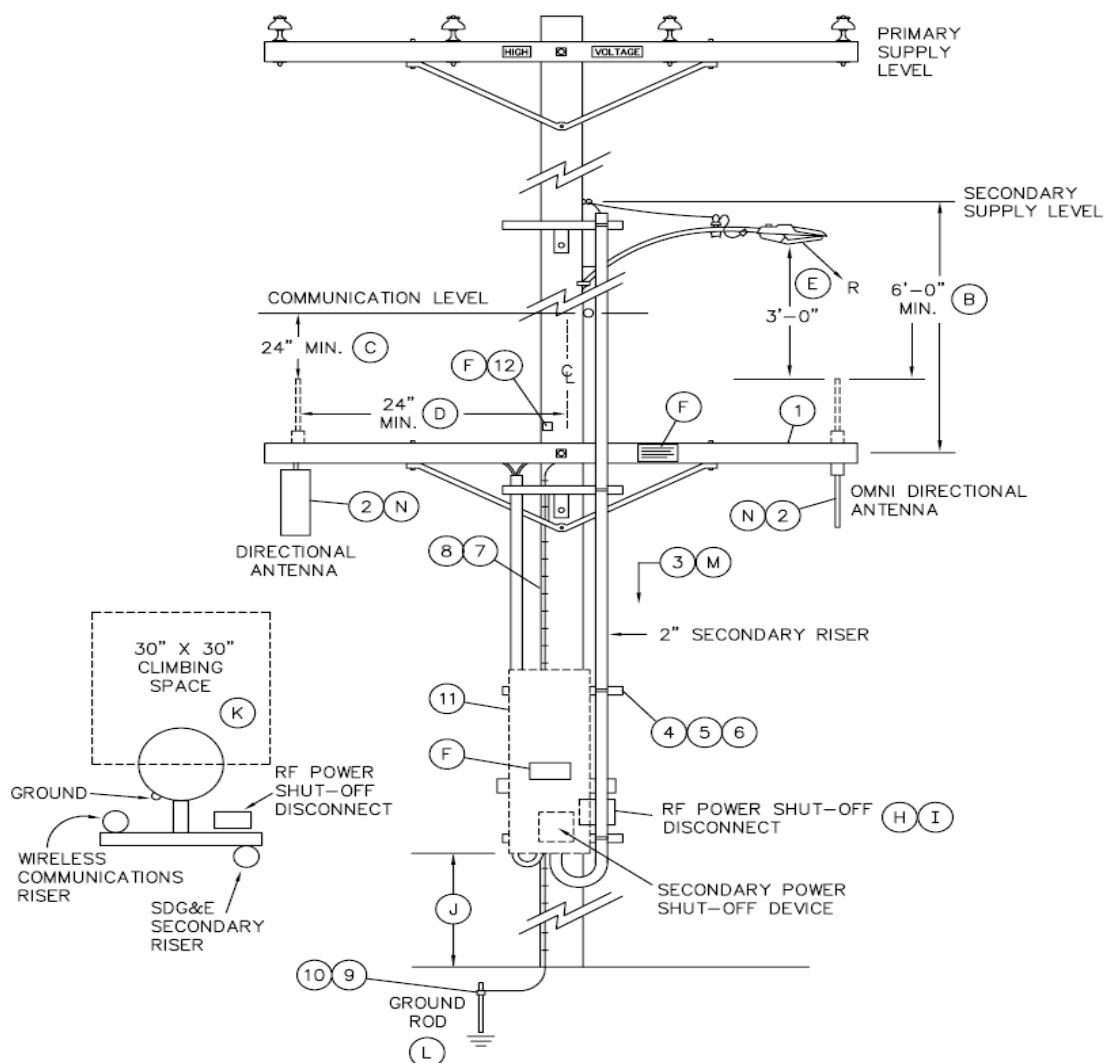 HIGH
VOLTAGE
PRIMARY
SUPPLY
LEVEL
SECONDARY
SUPPLY LEVEL
COMMUNICATION LEVEL
E
R
6'-0"
MIN.
B
3'-0"
24" MIN.
C
F
12
C
L
24"
MIN.
D
F
1
2
N
N
2
OMNI DIRECTIONAL
ANTENNA
DIRECTIONAL
ANTENNA
8
7
3
M
30" X 30"
CLIMBING
SPACE
2" SECONDARY RISER
K
11
4
5
6
F
GROUND
RF POWER
SHUT-OFF
DISCONNECT
RF POWER SHUT-OFF
DISCONNECT
H
I
WIRELESS
COMMUNICATIONS
RISER
SDG&E
SECONDARY
RISER
SECONDARY POWER
SHUT-OFF DEVICE
J
10
9
GROUND
ROD
L